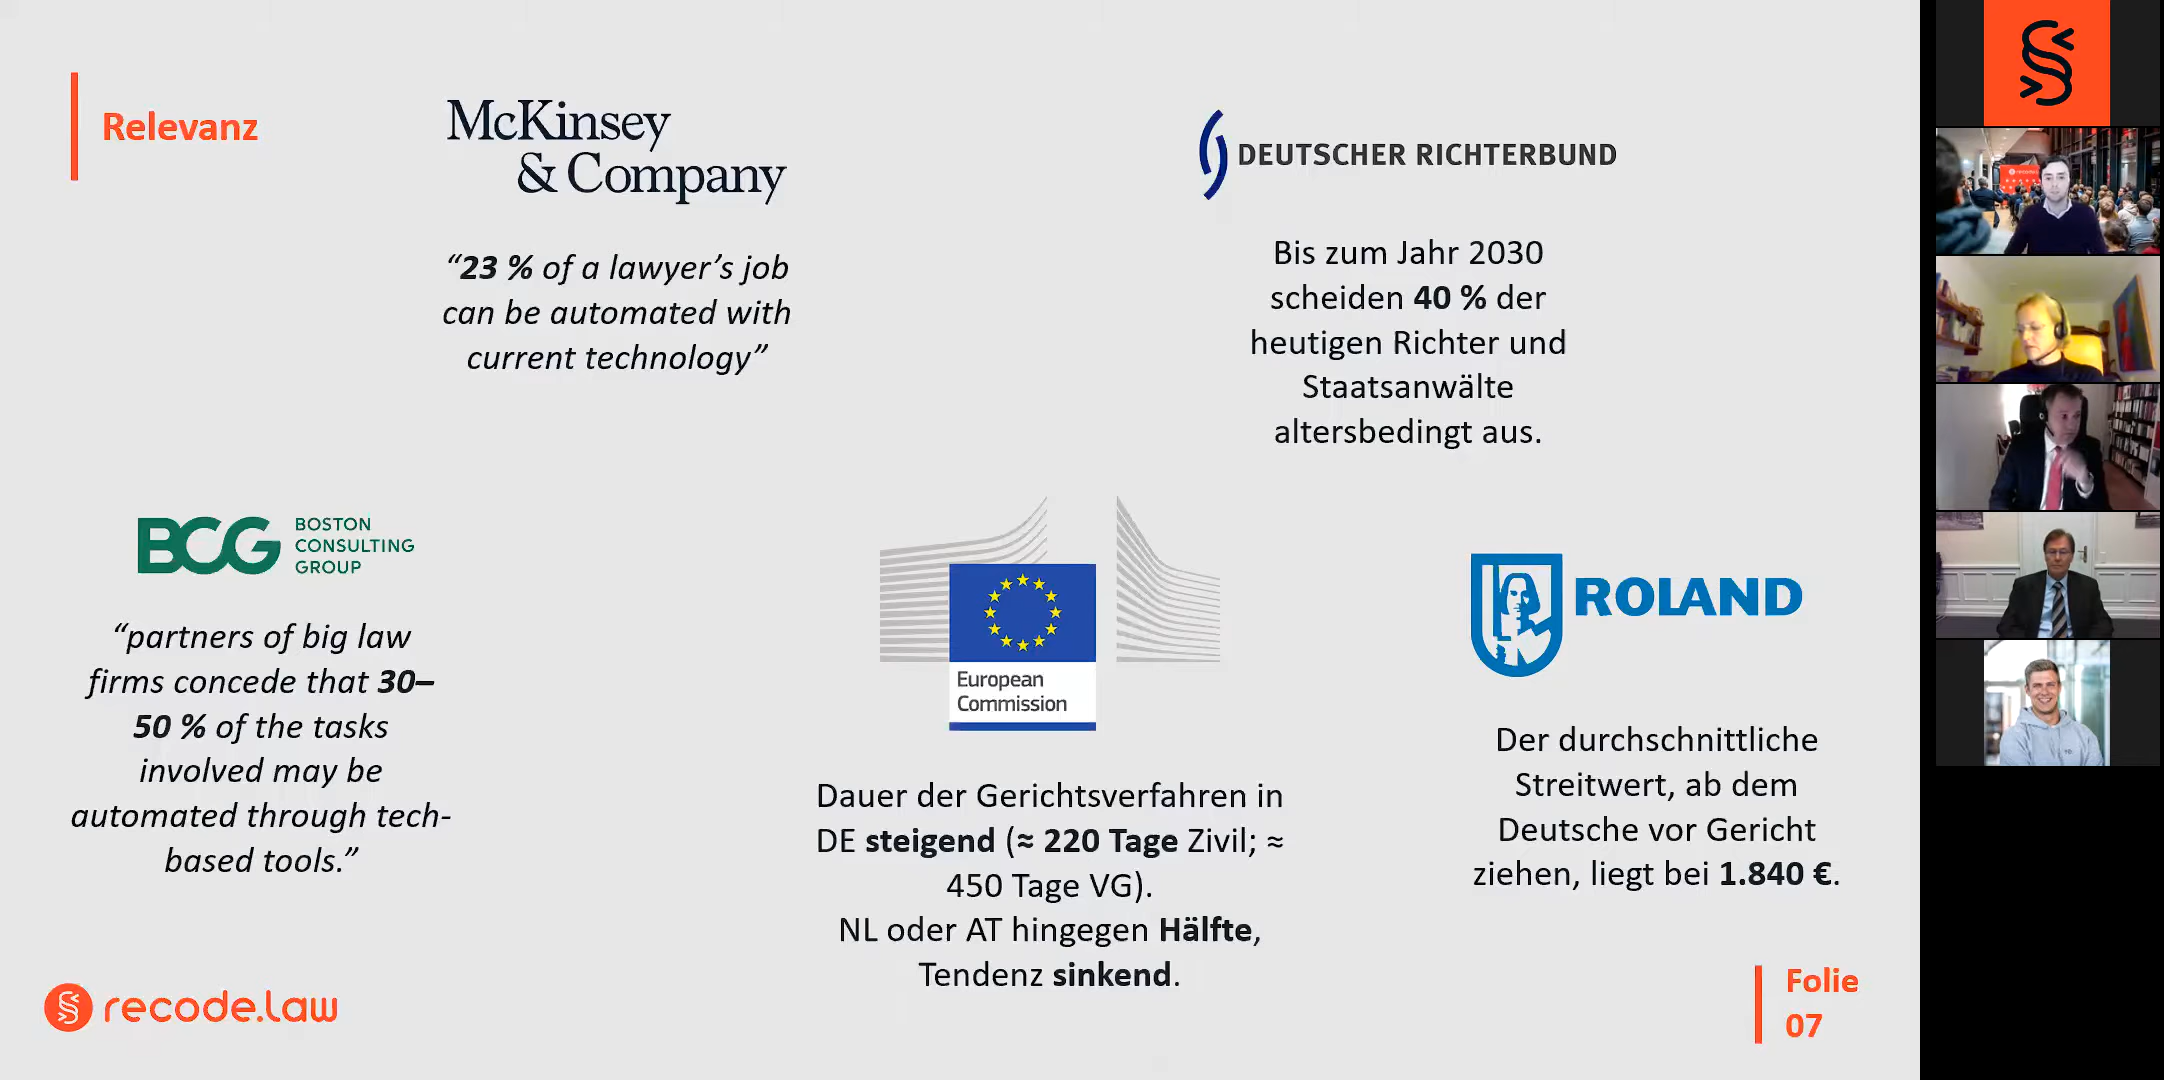 Relevanz
McKinsey
& Company
“23 % of a lawyer’s job
can be automated with
current technology”
DEUTSCHER RICHTERBUND
Bis zum Jahr 2030
scheiden 40 % der
heutigen Richter und
Staatsanwälte
altersbedingt aus.
BCG
BOSTON
CONSULTING
GROUP
“partners of big law
firms concede that 30–
50 % of the tasks
involved may be
automated through tech-
based tools.”
European
Commission
Dauer der Gerichtsverfahren in
DE steigend (≈ 220 Tage Zivil; ≈
450 Tage VG).
NL oder AT hingegen Hälfte,
Tendenz sinkend.
ROLAND
Der durchschnittliche
Streitwert, ab dem
Deutsche vor Gericht
ziehen, liegt bei 1.840 €.
recode.law
Folie
07